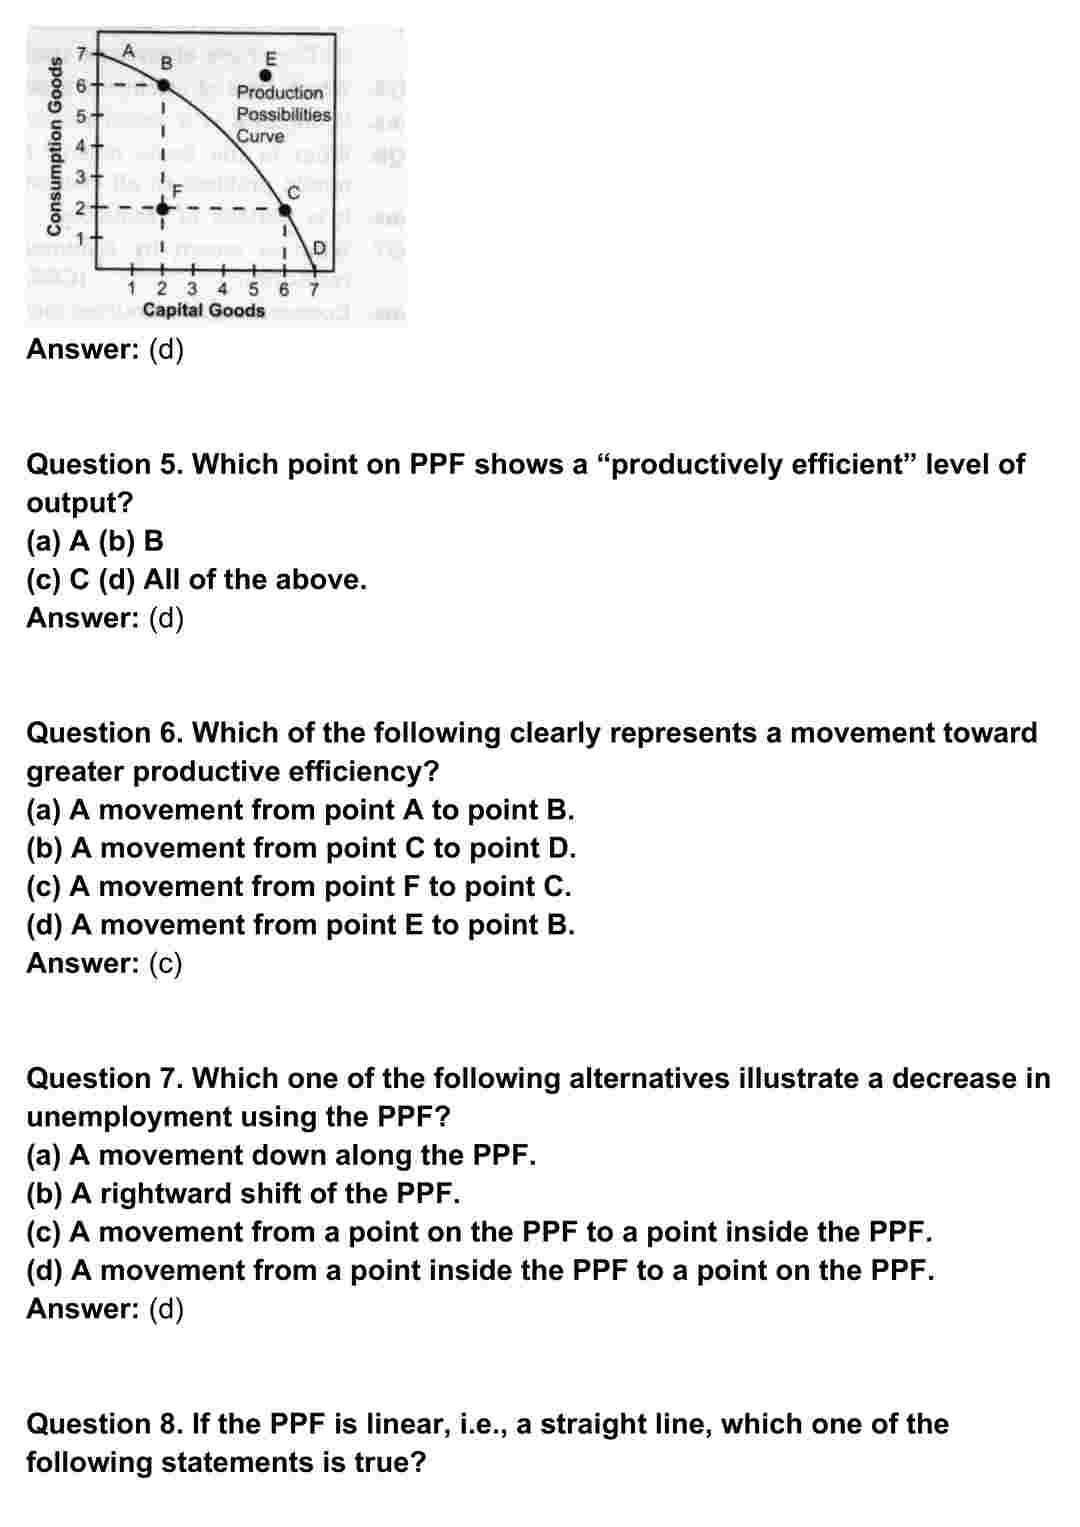 7
A
B
E
6
Production
5
Possibilities
Curve
4
3
F
C
2
1
D
Consumption Goods
1 2 3 4 5 6 7
Capital Goods
Answer: (d)
Question 5. Which point on PPF shows a “productively efficient” level of
output?
(a) A (b) B
(c) C (d) All of the above.
Answer: (d)
Question 6. Which of the following clearly represents a movement toward
greater productive efficiency?
(a) A movement from point A to point B.
(b) A movement from point C to point D.
(c) A movement from point F to point C.
(d) A movement from point E to point B.
Answer: (c)
Question 7. Which one of the following alternatives illustrate a decrease in
unemployment using the PPF?
(a) A movement down along the PPF.
(b) A rightward shift of the PPF.
(c) A movement from a point on the PPF to a point inside the PPF.
(d) A movement from a point inside the PPF to a point on the PPF.
Answer: (d)
Question 8. If the PPF is linear, i.e., a straight line, which one of the
following statements is true?